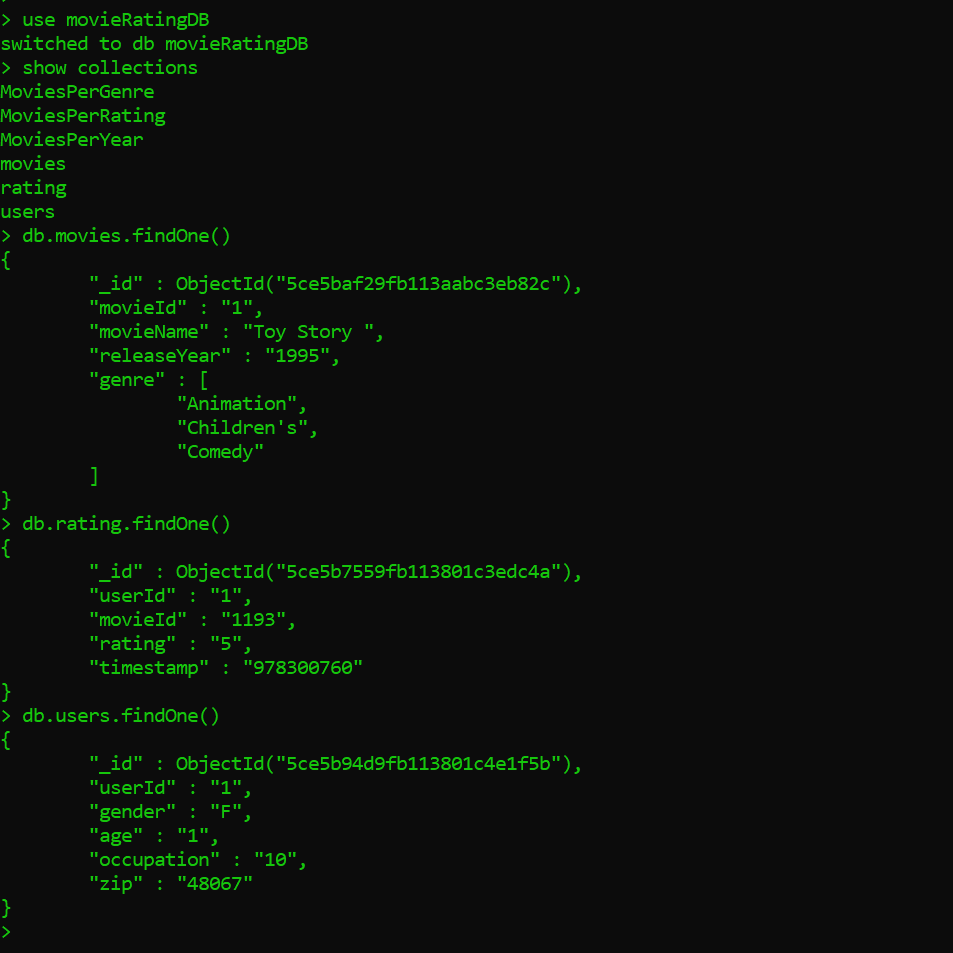 > use movieRatingDB
switched to db movieRatingDB
> show collections
MoviesPerGenre
MoviesPerRating
MoviesPerYear
movies
rating
users
> db.movies.findOne()
{
        "_id" : ObjectId("5ce5baf29fb113aabc3eb82c"),
        "movieId" : "1",
        "movieName" : "Toy Story ",
        "releaseYear" : "1995",
        "genre" : [
                "Animation",
                "Children's",
                "Comedy"
        ]
}
> db.rating.findOne()
{
        "_id" : ObjectId("5ce5b7559fb113801c3edc4a"),
        "userId" : "1",
        "movieId" : "1193",
        "rating" : "5",
        "timestamp" : "978300760"
}
> db.users.findOne()
{
        "_id" : ObjectId("5ce5b94d9fb113801c4e1f5b"),
        "userId" : "1",
        "gender" : "F",
        "age" : "1",
        "occupation" : "10",
        "zip" : "48067"
}
>